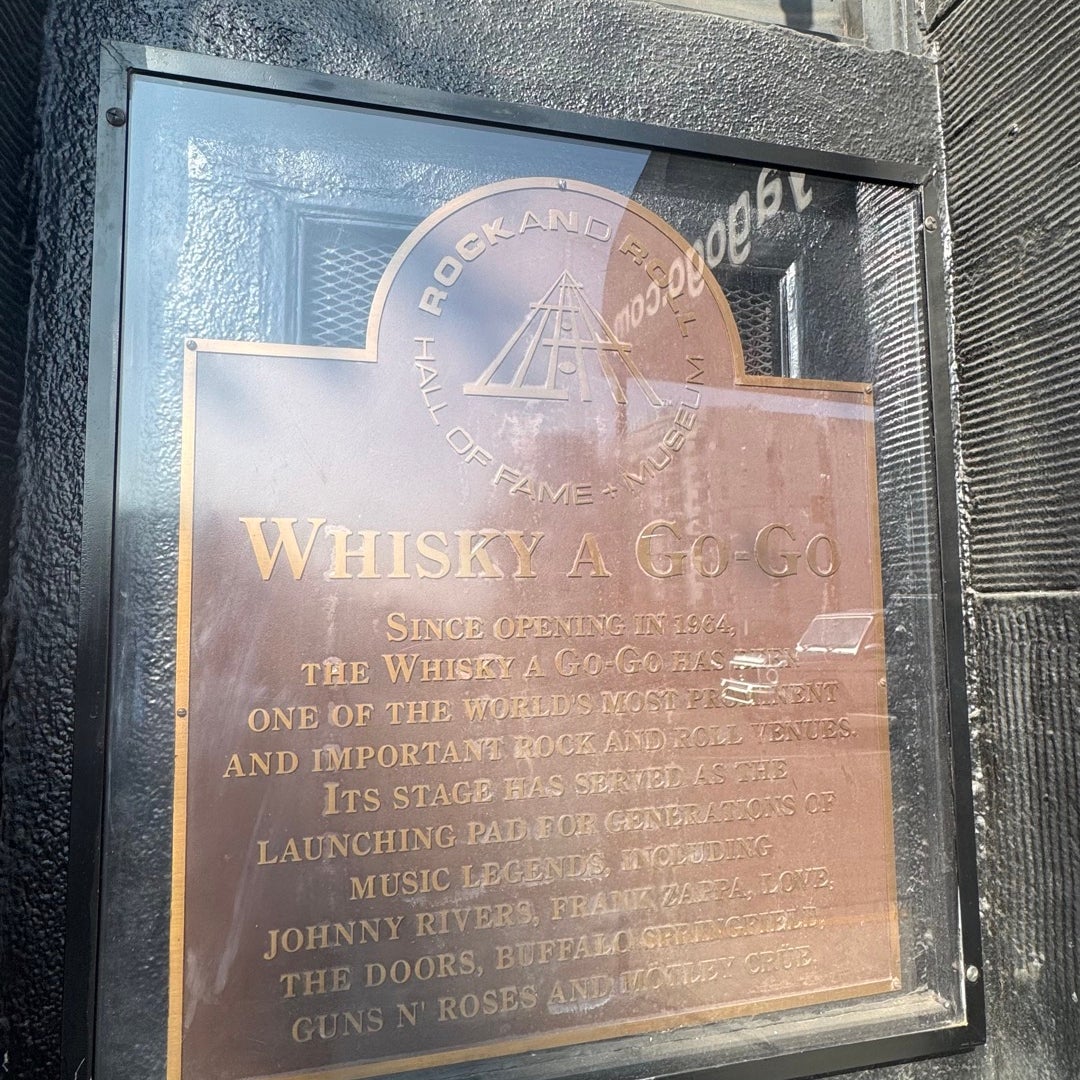 ROCK AND ROLL
HALL OF FAME + MUSEUM
WHISKY A GO-GO
SINCE OPENING IN 1964,
THE WHISKY A GO-GO HAS BEEN
ONE OF THE WORLD'S MOST PROMINENT
AND IMPORTANT ROCK AND ROLL VENUES.
ITS STAGE HAS SERVED AS THE
LAUNCHING PAD FOR GENERATIONS OF
MUSIC LEGENDS, INCLUDING
JOHNNY RIVERS, FRANK ZAPPA, LOVE,
THE DOORS, BUFFALO SPRINGFIELD,
GUNS N' ROSES AND MÖTLEY CRÜE.